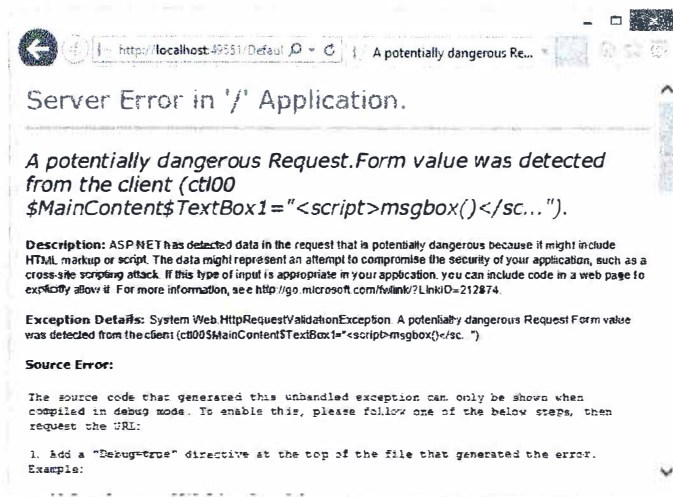 http://localhost:49551/Defaul
A potentially dangerous Re...
Server Error in '/' Application.
A potentially dangerous Request.Form value was detected
from the client (ctl00
$MainContent$TextBox1="<script>msgbox()</sc...").
Description: ASP.NET has detected data in the request that is potentially dangerous because it might include
HTML markup or script. The data might represent an attempt to compromise the security of your application, such as a
cross-site scripting attack. If this type of input is appropriate in your application, you can include code in a web page to
explicitly allow it. For more information, see http://go.microsoft.com/fwlink/?LinkID=212874.
Exception Details: System.Web.HttpRequestValidationException: A potentially dangerous Request.Form value
was detected from the client (ctl00$MainContent$TextBox1="<script>msgbox()</sc...").
Source Error:
The source code that generated this unhandled exception can only be shown when
compiled in debug mode. To enable this, please follow one of the below steps, then
request the URL:
1. Add a "Debug=true" directive at the top of the file that generated the error.
Example: